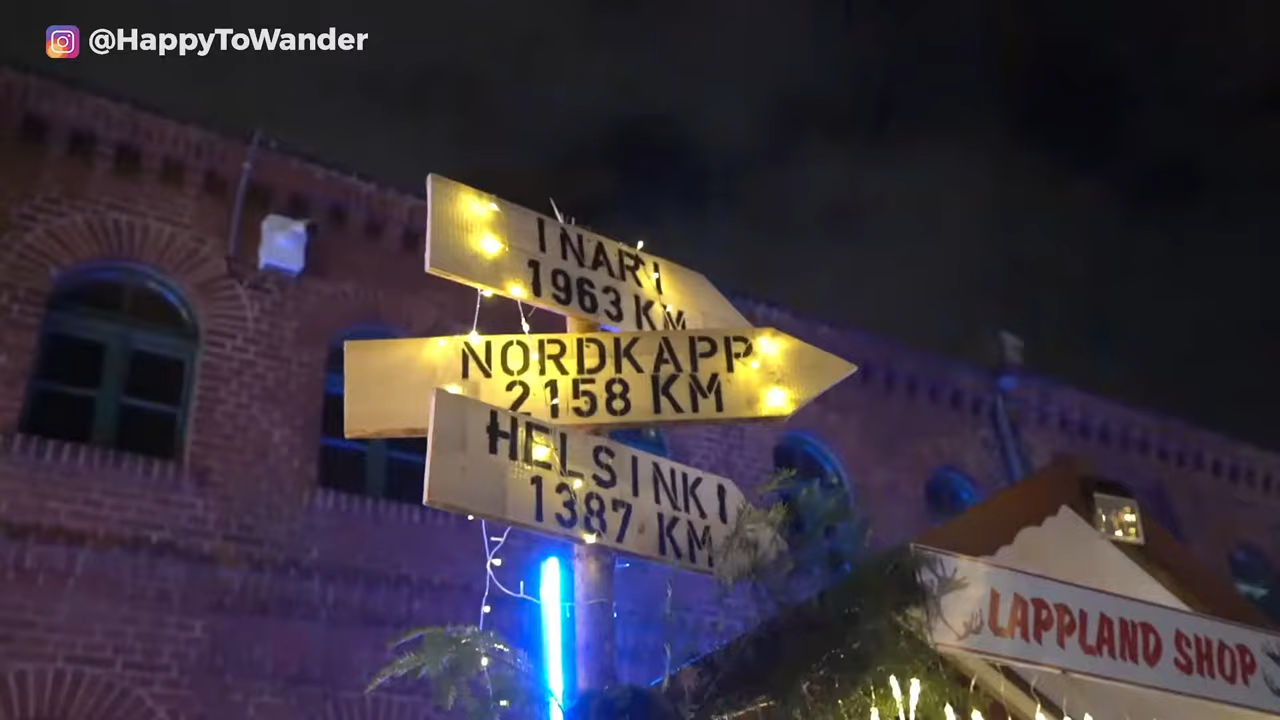 @HappyToWander
INARI
1963 KM
NORDKAPP
2158 KM
HELSINKI
1387 KM
LAPPLAND SHOP